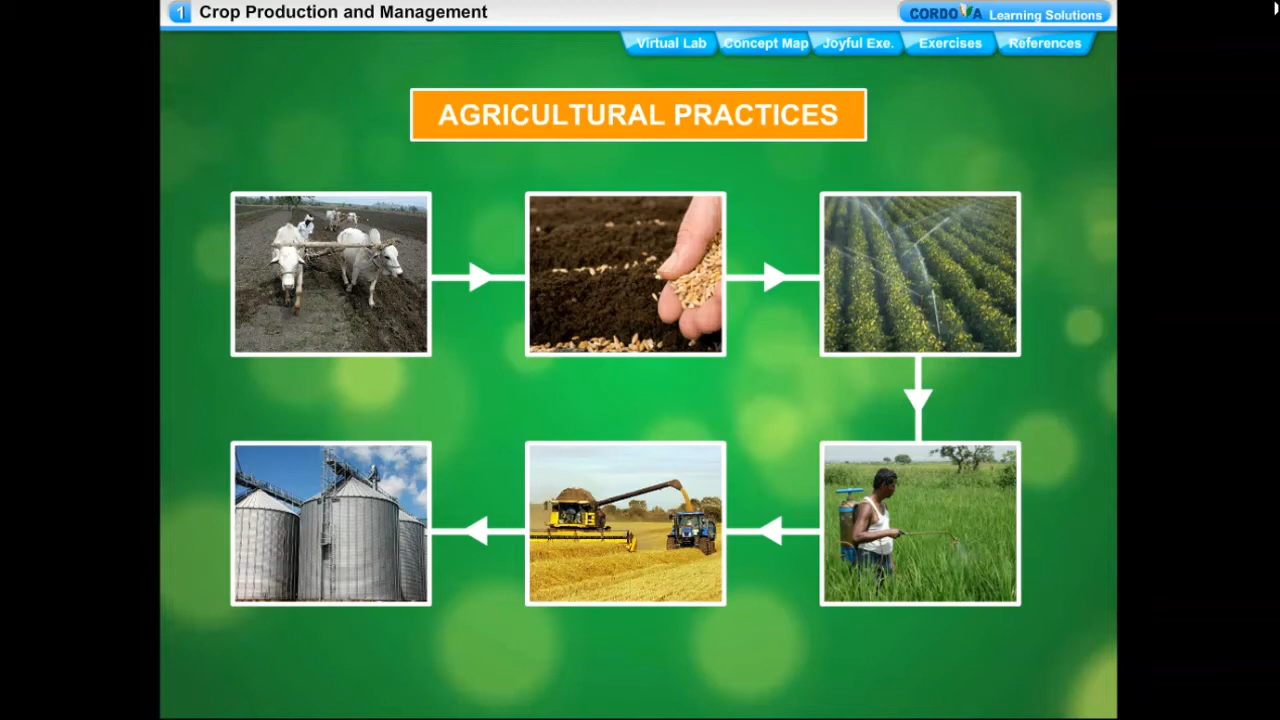 1 Crop Production and Management
CORDOVA Learning Solutions
Virtual Lab
Concept Map
Joyful Exe.
Exercises
References
AGRICULTURAL PRACTICES